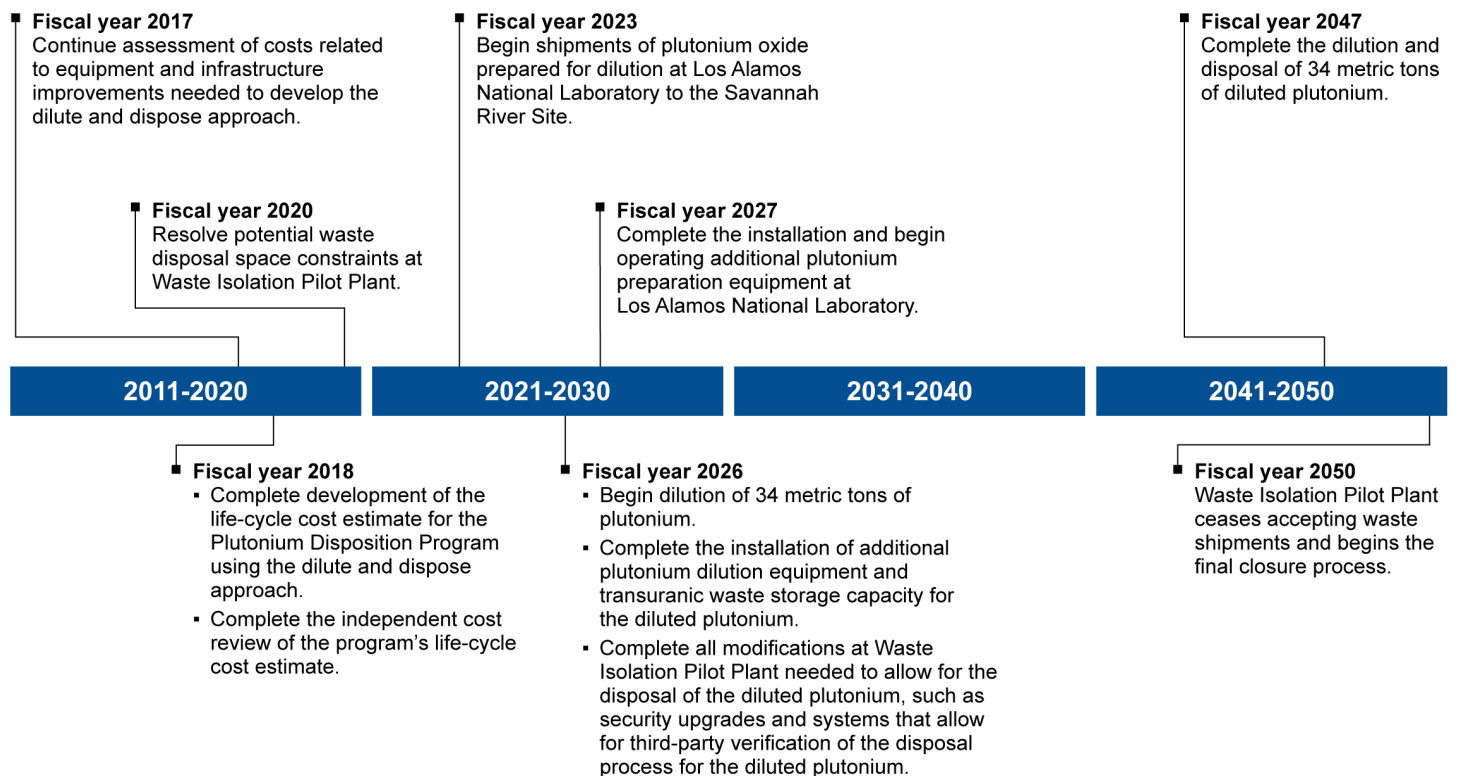 Fiscal year 2017
Continue assessment of costs related
to equipment and infrastructure
improvements needed to develop the
dilute and dispose approach.
Fiscal year 2023
Begin shipments of plutonium oxide
prepared for dilution at Los Alamos
National Laboratory to the Savannah
River Site.
Fiscal year 2047
Complete the dilution and
disposal of 34 metric tons
of diluted plutonium.
Fiscal year 2020
Resolve potential waste
disposal space constraints at
Waste Isolation Pilot Plant.
Fiscal year 2027
Complete the installation and begin
operating additional plutonium
preparation equipment at
Los Alamos National Laboratory.
2011-2020
2021-2030
2031-2040
2041-2050
Fiscal year 2018
▪ Complete development of the
life-cycle cost estimate for the
Plutonium Disposition Program
using the dilute and dispose
approach.
▪ Complete the independent cost
review of the program’s life-cycle
cost estimate.
Fiscal year 2026
▪ Begin dilution of 34 metric tons of
plutonium.
▪ Complete the installation of additional
plutonium dilution equipment and
transuranic waste storage capacity for
the diluted plutonium.
▪ Complete all modifications at Waste
Isolation Pilot Plant needed to allow for the
disposal of the diluted plutonium, such as
security upgrades and systems that allow
for third-party verification of the disposal
process for the diluted plutonium.
Fiscal year 2050
Waste Isolation Pilot Plant
ceases accepting waste
shipments and begins the
final closure process.